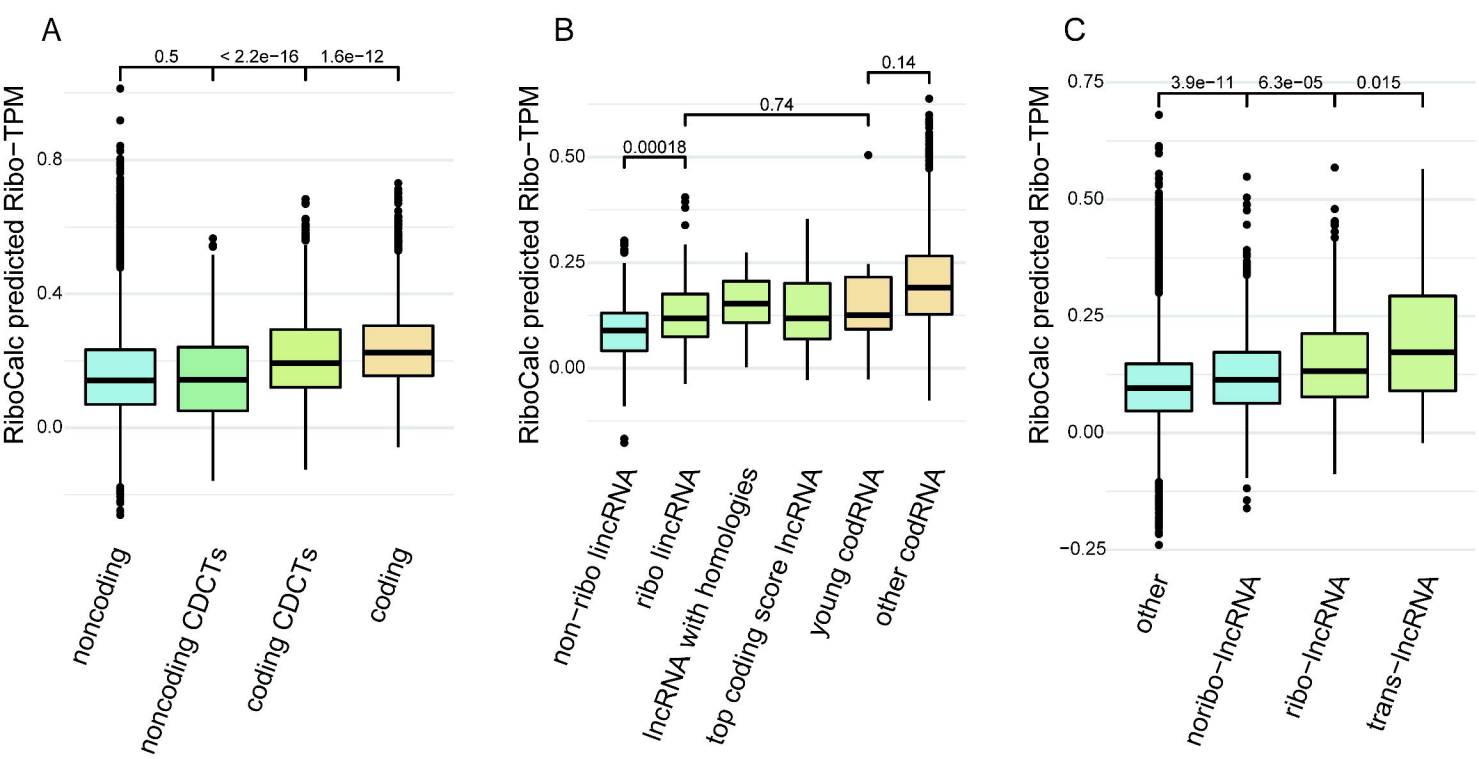 A
RiboCalc predicted Ribo−TPM
0.5
< 2.2e−16
1.6e−12
0.8
0.4
0.0
noncoding
noncoding CDCTs
coding CDCTs
coding
B
RiboCalc predicted Ribo−TPM
0.14
0.74
0.00018
0.50
0.25
0.00
non−ribo lincRNA
ribo lincRNA
lncRNA with homologies
top coding score lncRNA
young codRNA
other codRNA
C
RiboCalc predicted Ribo−TPM
3.9e−11
6.3e−05
0.015
0.75
0.50
0.25
0.00
−0.25
other
noribo−lncRNA
ribo−lncRNA
trans−lncRNA